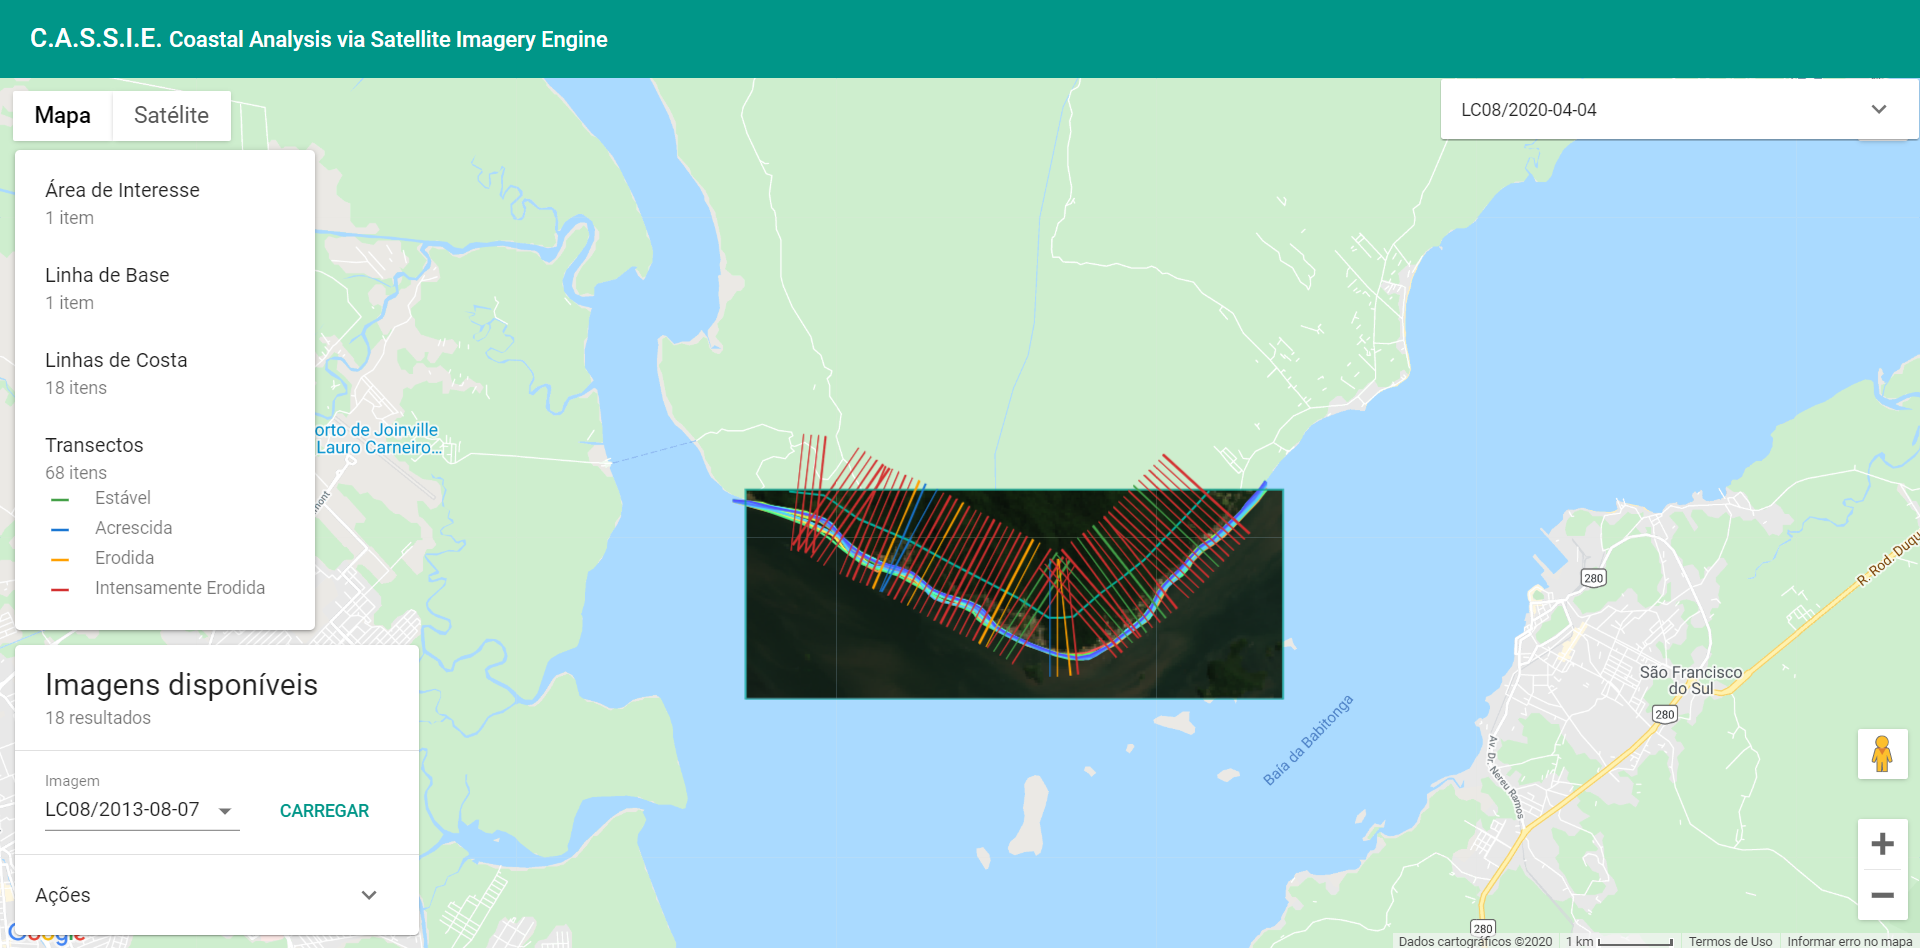 C.A.S.S.I.E. Coastal Analysis via Satellite Imagery Engine
Mapa
Satélite
LC08/2020-04-04
Área de Interesse
1 item
Linha de Base
1 item
Linhas de Costa
18 itens
Transectos
68 itens
Estável
Acrescida
Erodida
Intensamente Erodida
orto de Joinville
Lauro Carneiro...
mont
Imagens disponíveis
18 resultados
Imagem
LC08/2013-08-07
CARREGAR
Ações
Google
280
R. Rod. Duqu
São Francisco
do Sul
280
Av. Dr. Nereu Ramos
Baía da Babitonga
280
Dados cartográficos ©2020
1 km
Termos de Uso
Informar erro no mapa